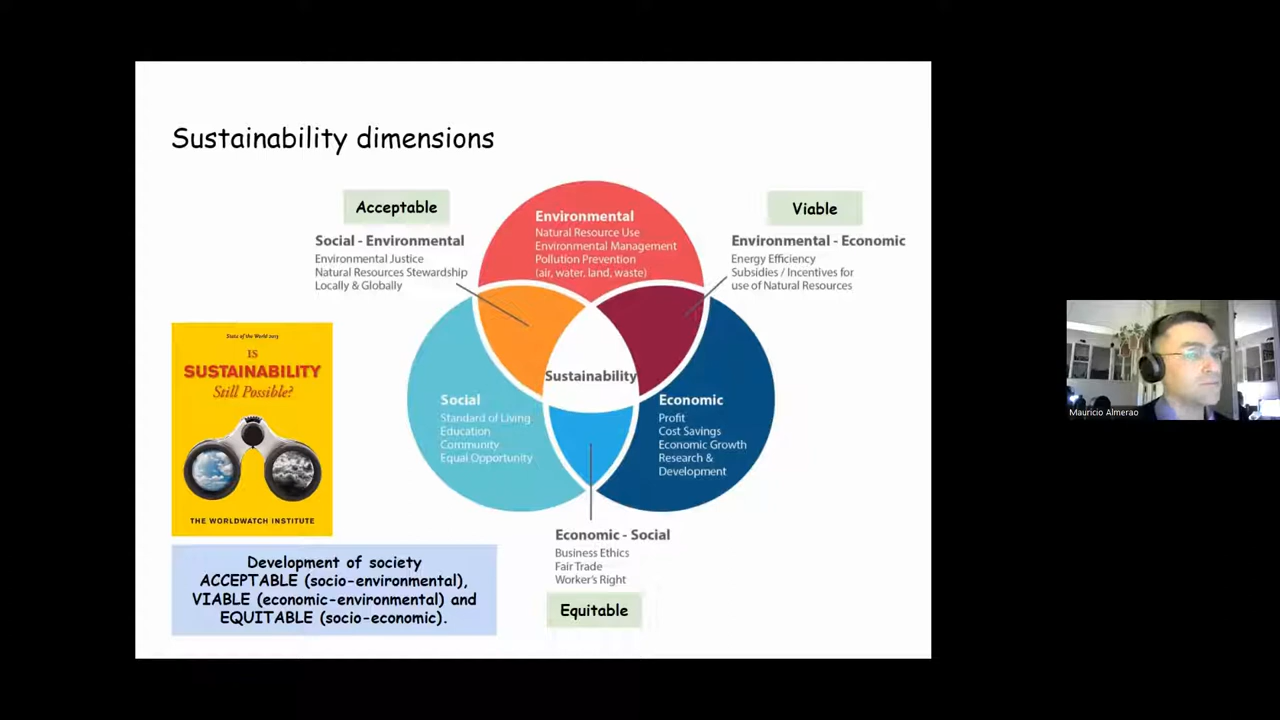 Sustainability dimensions
Acceptable
Social - Environmental
Environmental Justice
Natural Resources Stewardship
Locally & Globally
Environmental
Natural Resource Use
Environmental Management
Pollution Prevention
(air, water, land, waste)
Viable
Environmental - Economic
Energy Efficiency
Subsidies / Incentives for
use of Natural Resources
State of the World 2013
IS
SUSTAINABILITY
Still Possible?
THE WORLDWATCH INSTITUTE
Sustainability
Social
Standard of Living
Education
Community
Equal Opportunity
Economic
Profit
Cost Savings
Economic Growth
Research &
Development
Economic - Social
Business Ethics
Fair Trade
Worker's Right
Equitable
Development of society
ACCEPTABLE (socio-environmental),
VIABLE (economic-environmental) and
EQUITABLE (socio-economic).
Mauricio Almerao